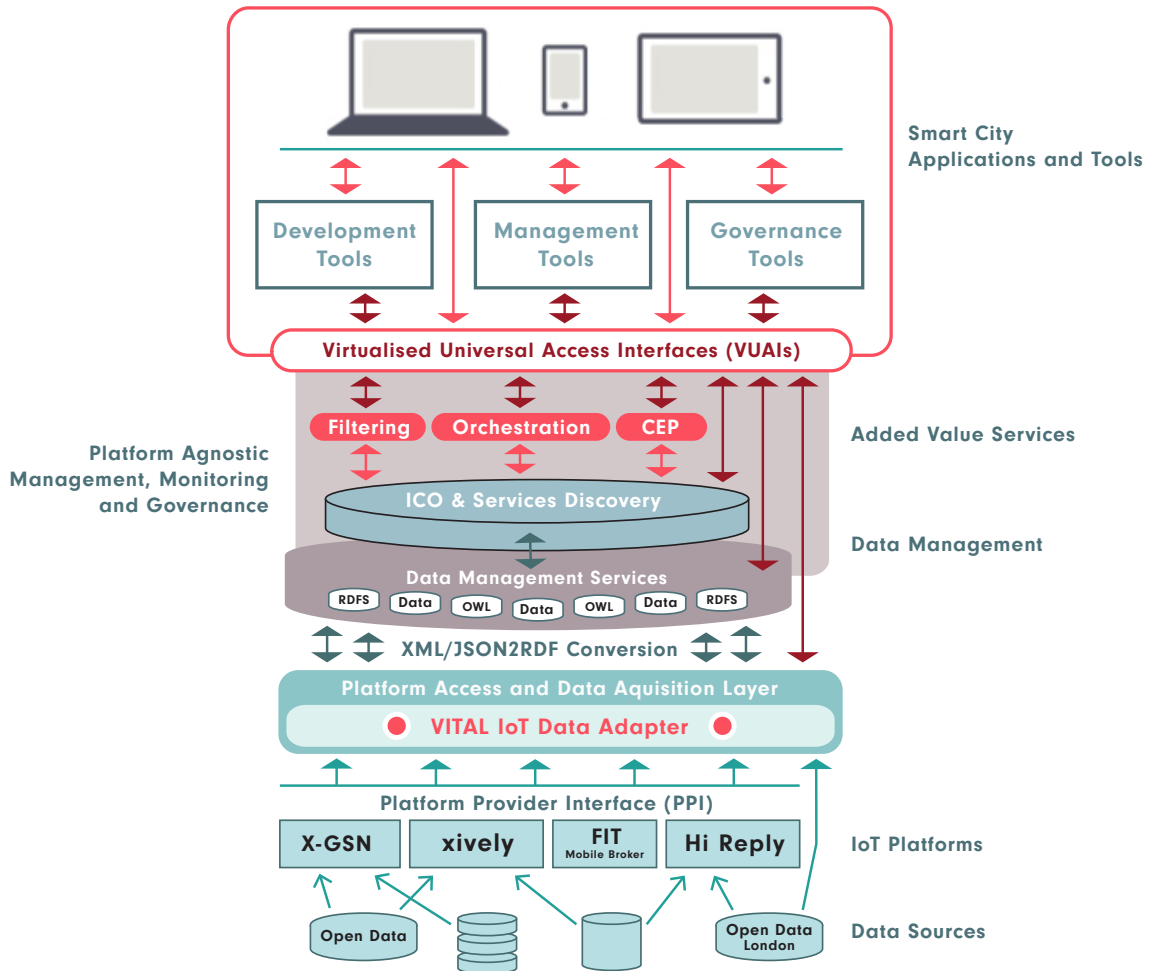 Smart City
Applications and Tools
Development
Tools
Management
Tools
Governance
Tools
Virtualised Universal Access Interfaces (VUAIs)
Filtering
Orchestration
CEP
Added Value Services
Platform Agnostic
Management, Monitoring
and Governance
ICO & Services Discovery
Data Management
Data Management Services
RDFS
Data
OWL
Data
OWL
Data
RDFS
XML/JSON2RDF Conversion
Platform Access and Data Aquisition Layer
VITAL IoT Data Adapter
Platform Provider Interface (PPI)
X-GSN
xively
FIT
Mobile Broker
Hi Reply
IoT Platforms
Open Data
Open Data
London
Data Sources